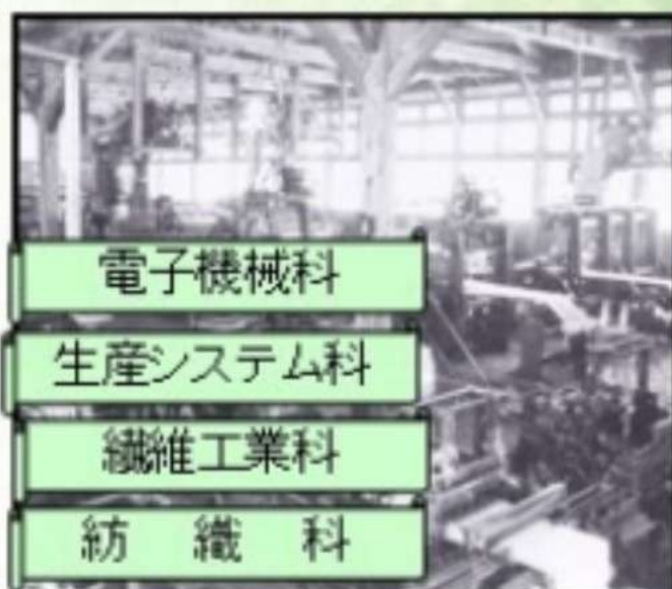 電子機械科
生産システム科
繊維工業科
紡 織 科